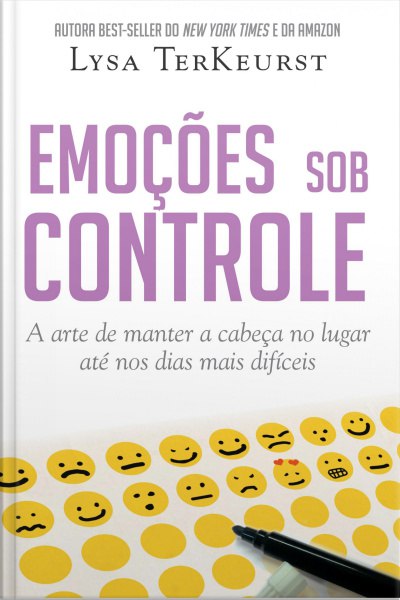 AUTORA BEST-SELLER DO NEW YORK TIMES E DA AMAZON
LYSA TERKEURST
EMOÇÕES SOB
CONTROLE
A arte de manter a cabeça no lugar
até nos dias mais difíceis